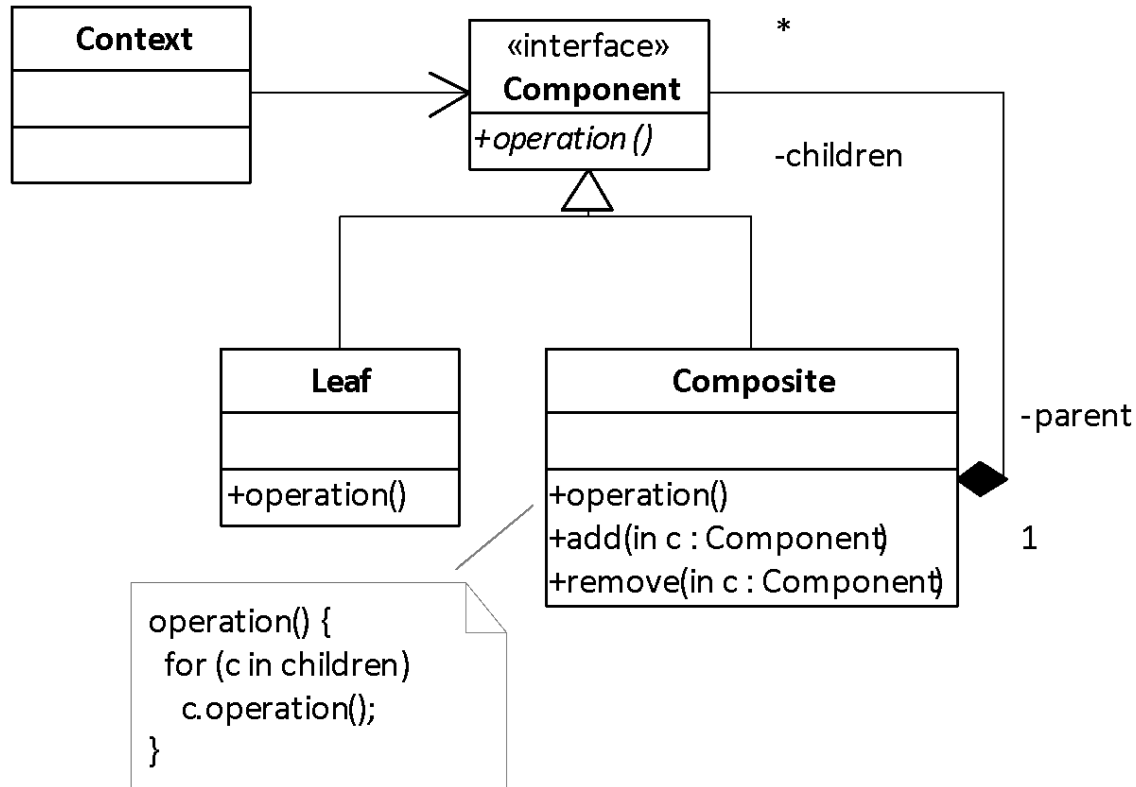 Context
«interface»
Component
+operation()
*
-children
Leaf
+operation()
Composite
+operation()
+add(in c : Component)
+remove(in c : Component)
-parent
1
operation() {
for (c in children)
c.operation();
}